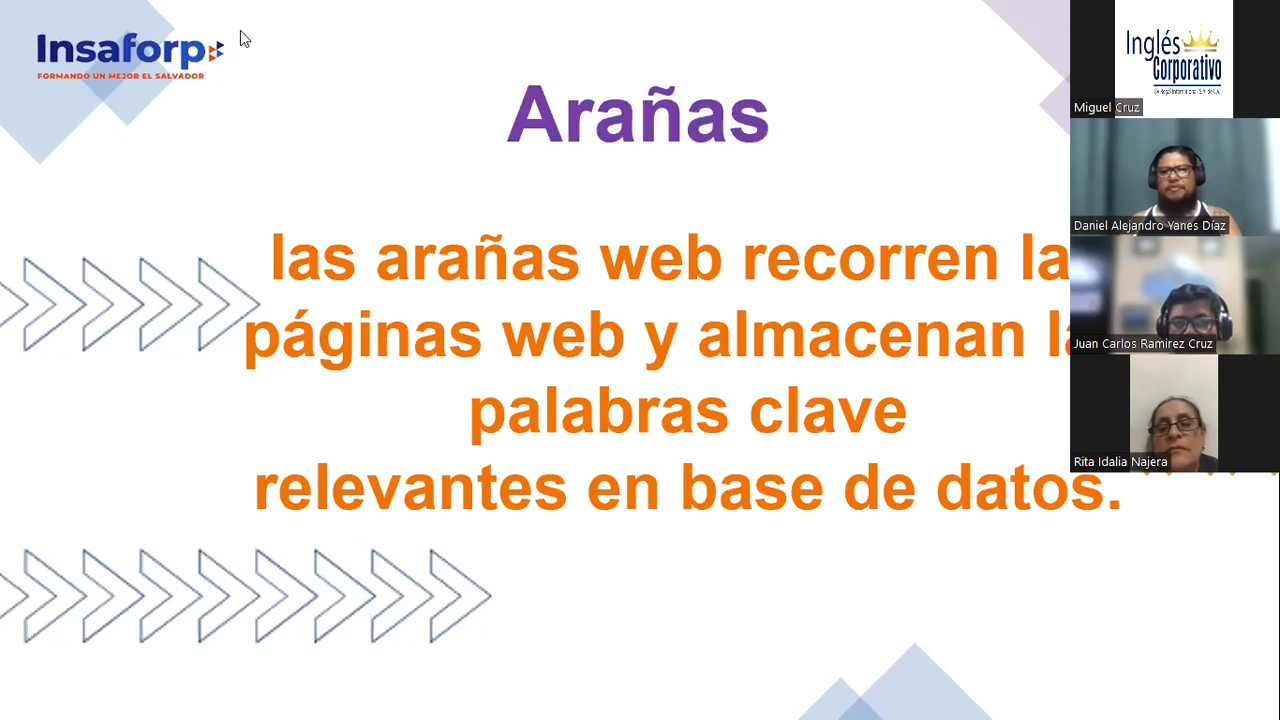 Insaforp
FORMANDO UN MEJOR EL SALVADOR
Arañas
las arañas web recorren la
páginas web y almacenan la
palabras clave
relevantes en base de datos.
Inglés
Corporativo
Miguel Cruz
Daniel Alejandro Yanes Díaz
Juan Carlos Ramirez Cruz
Rita Idalia Najera